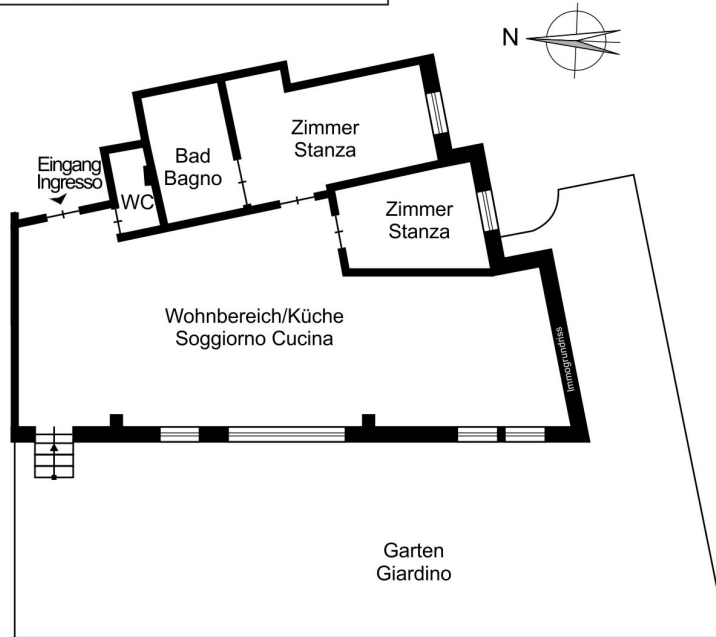 N
Zimmer
Stanza
Eingang
Ingresso
Bad
Bagno
WC
Zimmer
Stanza
Wohnbereich/Küche
Soggiorno Cucina
Immogrundriss
Garten
Giardino